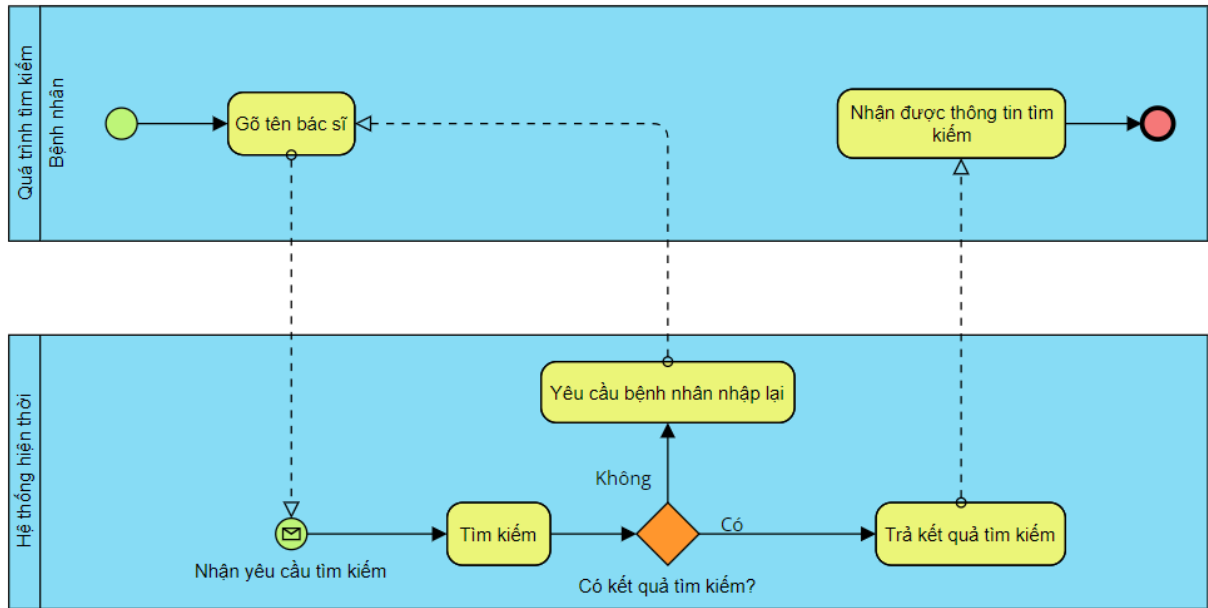 Quá trình tìm kiếm
Bệnh nhân
Gõ tên bác sĩ
Nhận được thông tin tìm
kiếm
Hệ thống hiện thời
Yêu cầu bệnh nhân nhập lại
Không
Nhận yêu cầu tìm kiếm
Tìm kiếm
Có kết quả tìm kiếm?
Có
Trả kết quả tìm kiếm